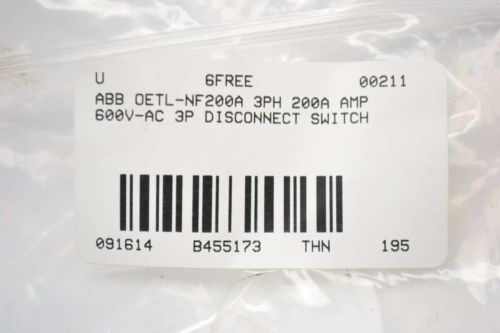 U 6FREE 00211
ABB OETL-NF200A 3PH 200A AMP
600V-AC 3P DISCONNECT SWITCH
091614 B455173 THN 195